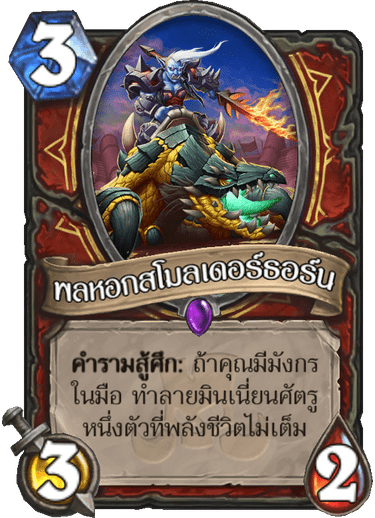 3
พลหอกสโมลเดอร์ธอร์น
คำรามสู้ศึก: ถ้าคุณมีมังกร
ในมือ ทำลายมินเนี่ยนศัตรู
หนึ่งตัวที่พลังชีวิตไม่เต็ม
3
2